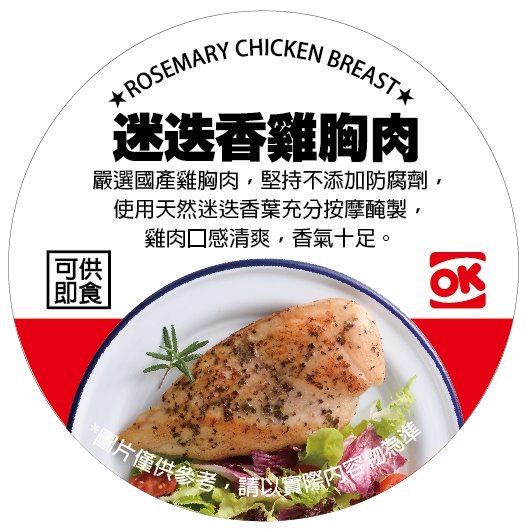 ★ROSEMARY CHICKEN BREAST★
迷迭香雞胸肉
嚴選國產雞胸肉，堅持不添加防腐劑，
使用天然迷迭香葉充分按摩醃製，
雞肉口感清爽，香氣十足。
可供
即食
OK
*圖片僅供參考，請以實際內容物為準